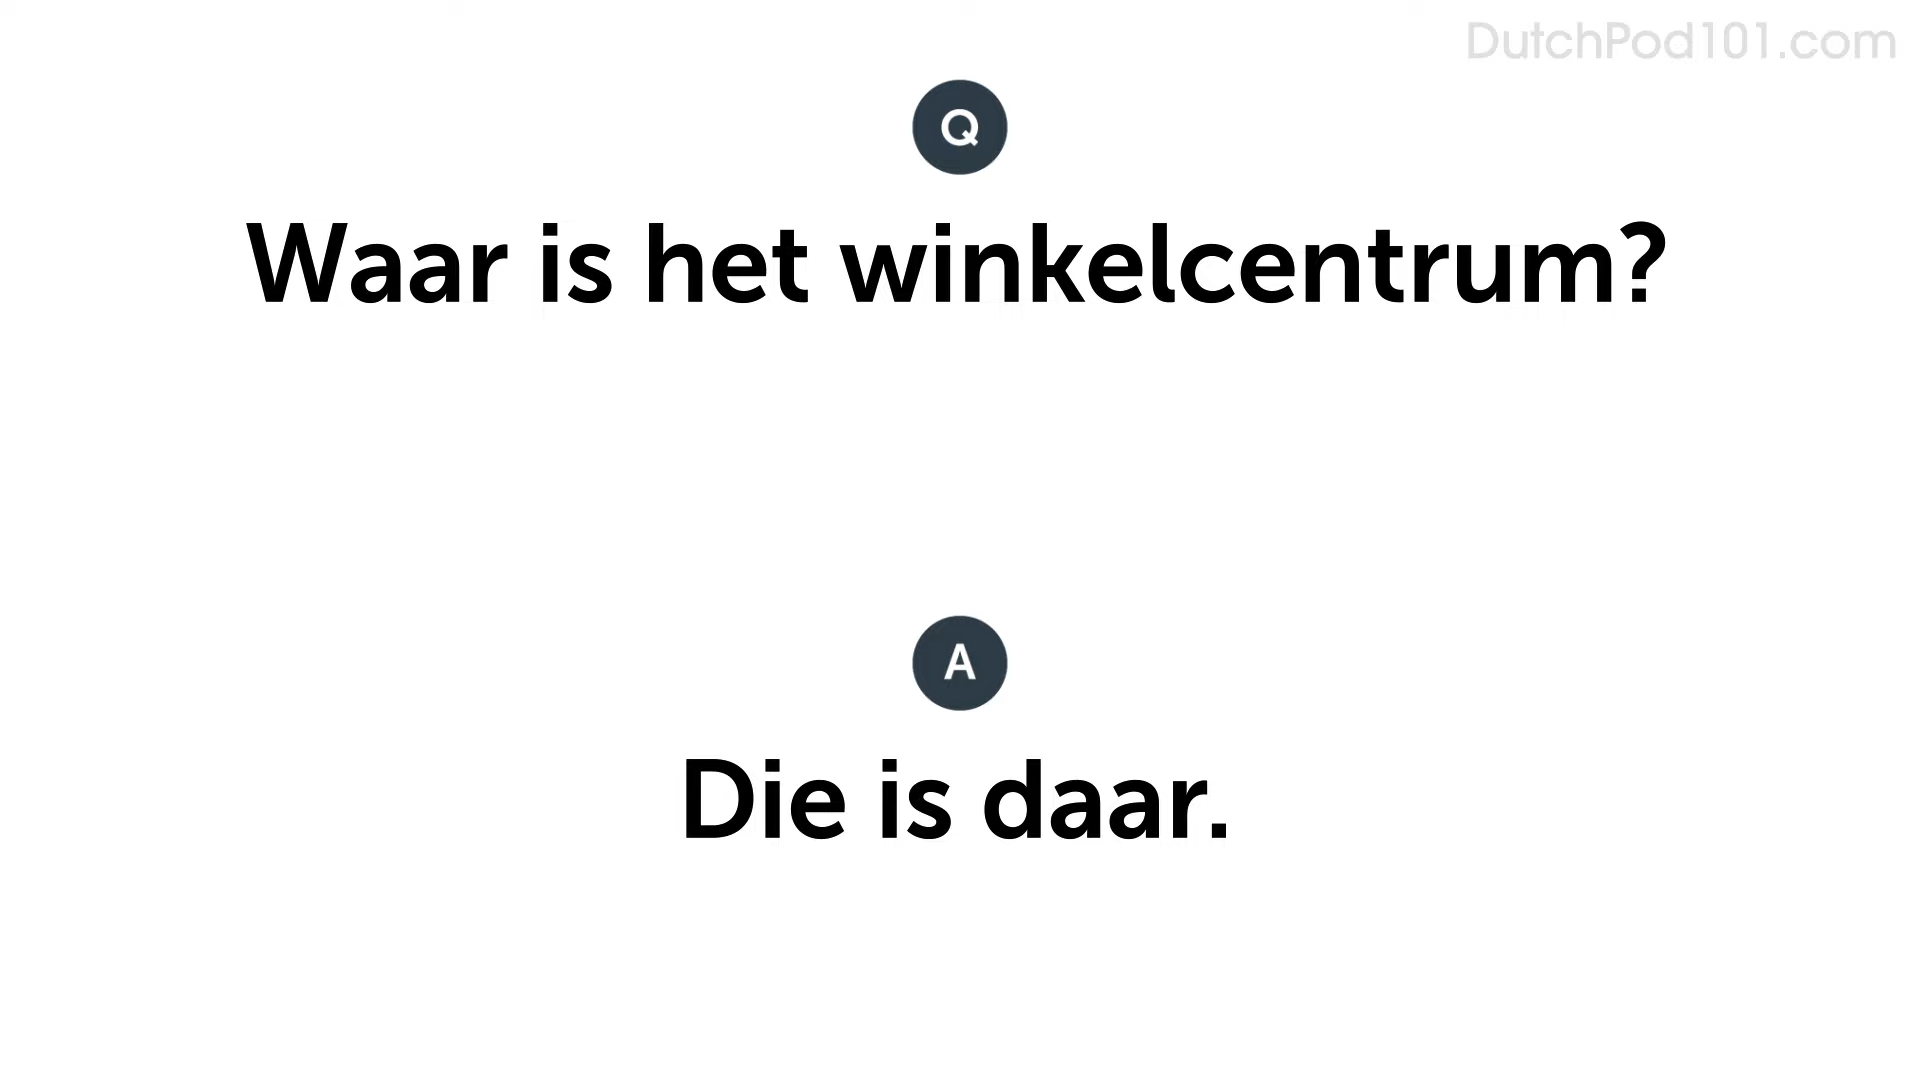 DutchPod101.com
Q
Waar is het winkelcentrum?
A
Die is daar.